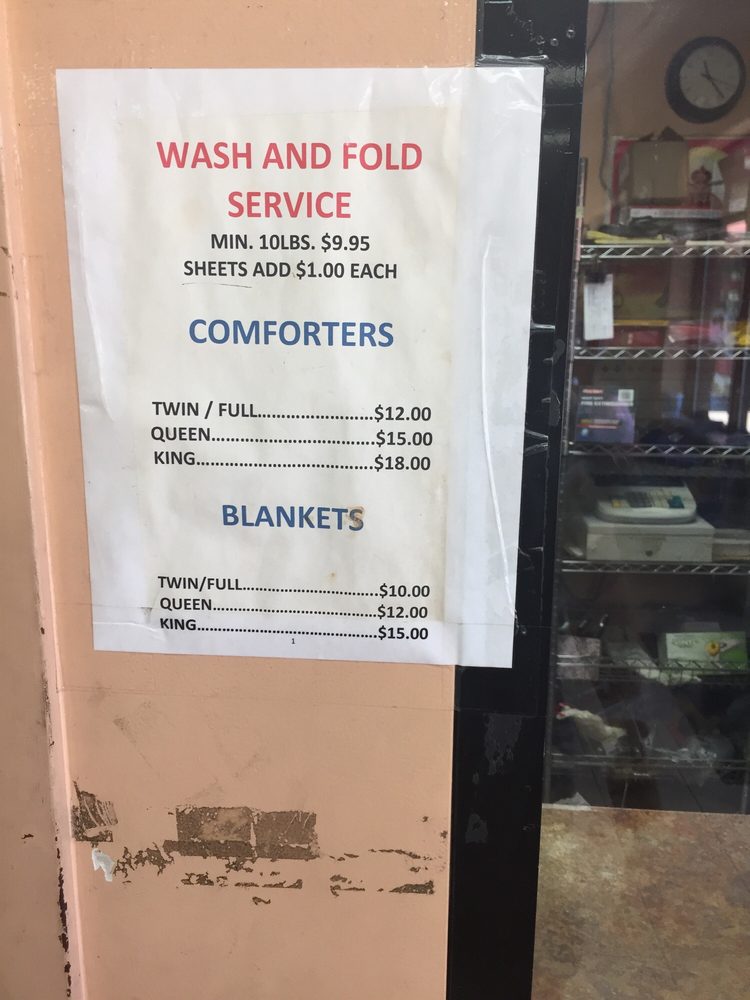 WASH AND FOLD
SERVICE
MIN. 10LBS. $9.95
SHEETS ADD $1.00 EACH
COMFORTERS
TWIN / FULL........................$12.00
QUEEN..................................$15.00
KING.....................................$18.00
BLANKETS
TWIN/FULL.............................$10.00
QUEEN...................................$12.00
KING......................................$15.00
1